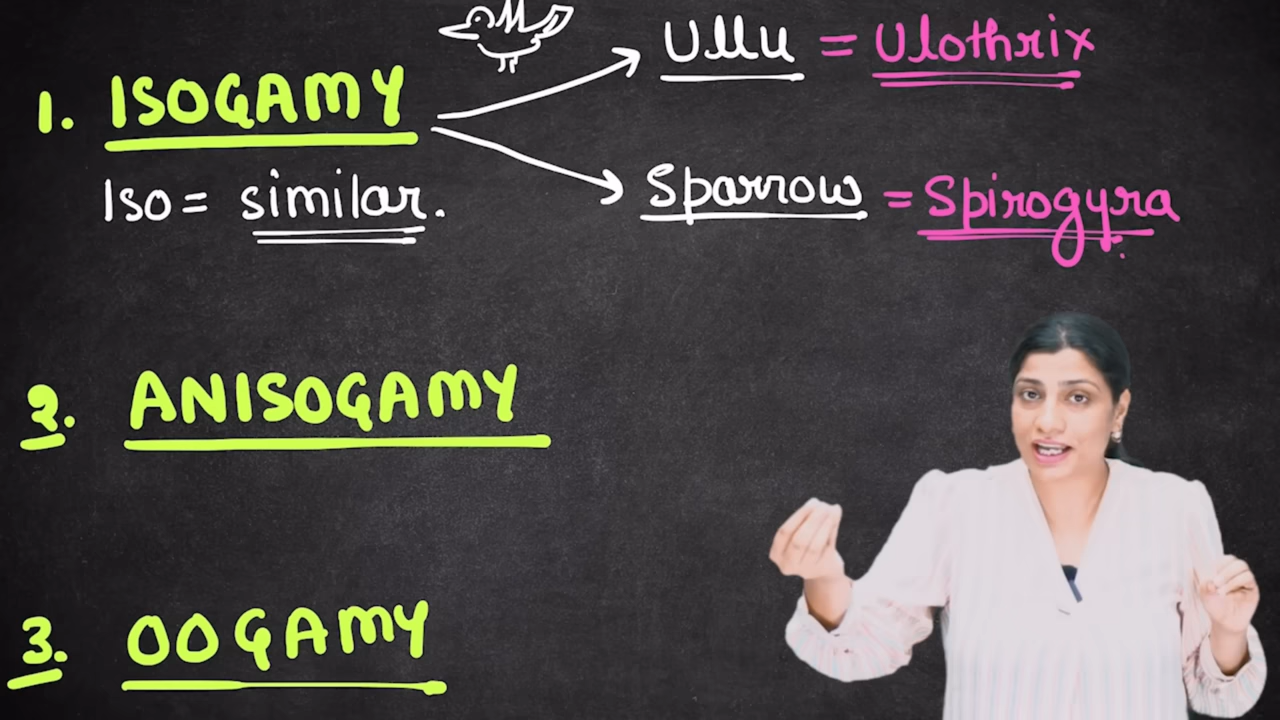 Ullu = Ulothrix
1. ISOGAMY
Iso = similar.
Sparrow = Spirogyra
2. ANISOGAMY
3. OOGAMY